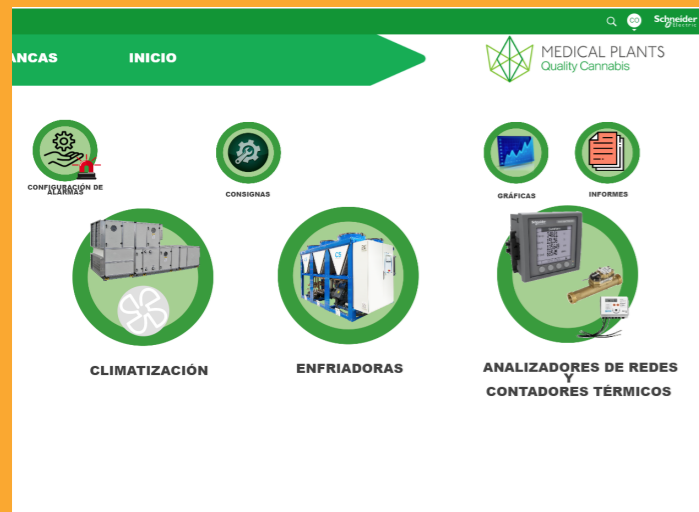 CO
Schneider
Electric
ANCAS
INICIO
MEDICAL PLANTS
Quality Cannabis
CONFIGURACIÓN DE
ALARMAS
CONSIGNAS
GRÁFICAS
INFORMES
CLIMATIZACIÓN
ENFRIADORAS
ANALIZADORES DE REDES
Y
CONTADORES TÉRMICOS